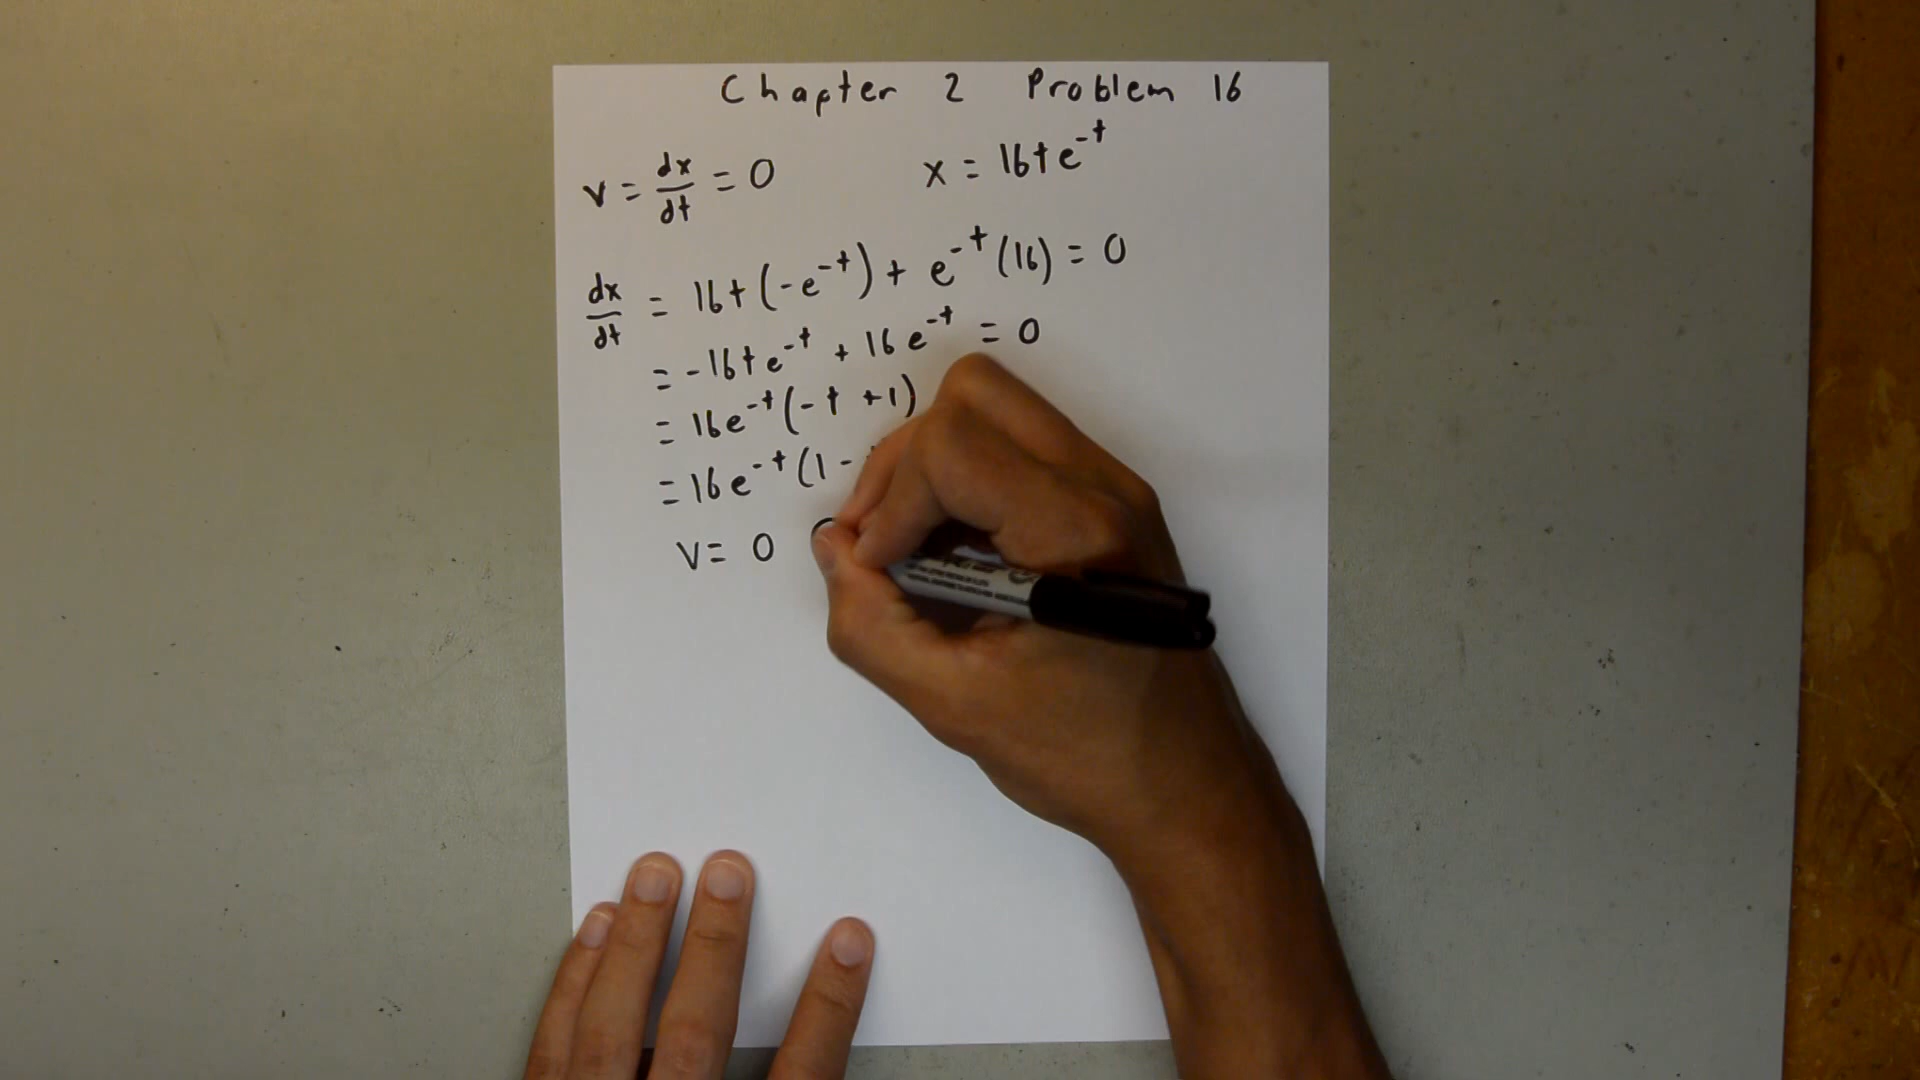 Chapter 2 Problem 16
v = dx/dt = 0 x = 16te^-t
dx/dt = 16t(-e^-t) + e^-t(16) = 0
= -16te^-t + 16e^-t = 0
= 16e^-t(-t +1)
= 16e^-t(1 -
v = 0